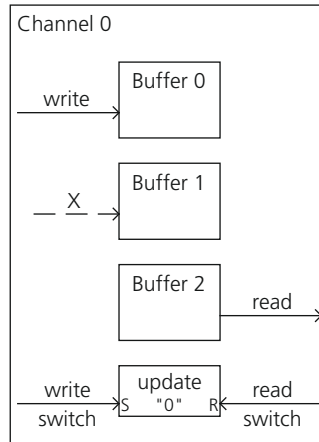 Channel 0
Buffer 0
write
Buffer 1
X
Buffer 2
read
write update read
S "0" R
switch switch